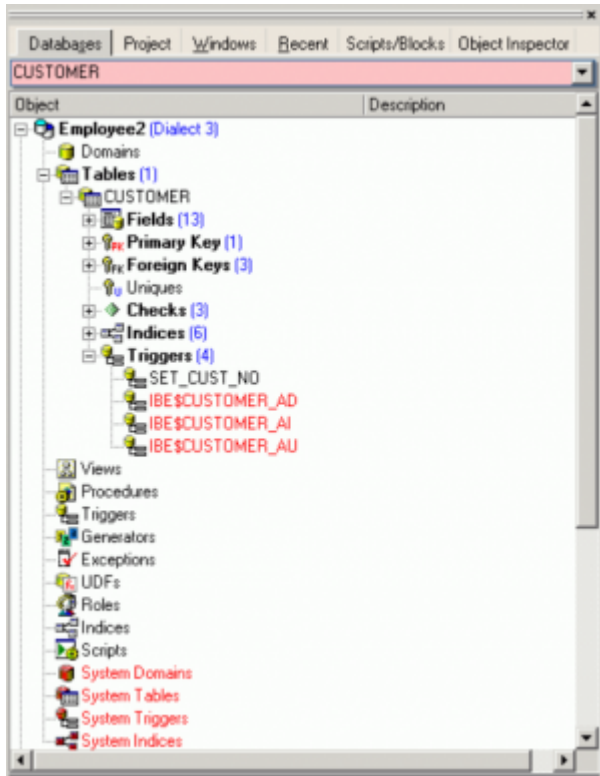 Databases Project Windows Recent Scripts/Blocks Object Inspector
CUSTOMER
Object Description
Employee2 (Dialect 3)
Domains
Tables (1)
CUSTOMER
Fields (13)
PK Primary Key (1)
FK Foreign Keys (3)
U Uniques
Checks (3)
Indices (6)
Triggers (4)
SET_CUST_NO
IBE$CUSTOMER_AD
IBE$CUSTOMER_AI
IBE$CUSTOMER_AU
Views
Procedures
Triggers
Generators
Exceptions
UDFs
Roles
Indices
Scripts
System Domains
System Tables
System Triggers
System Indices